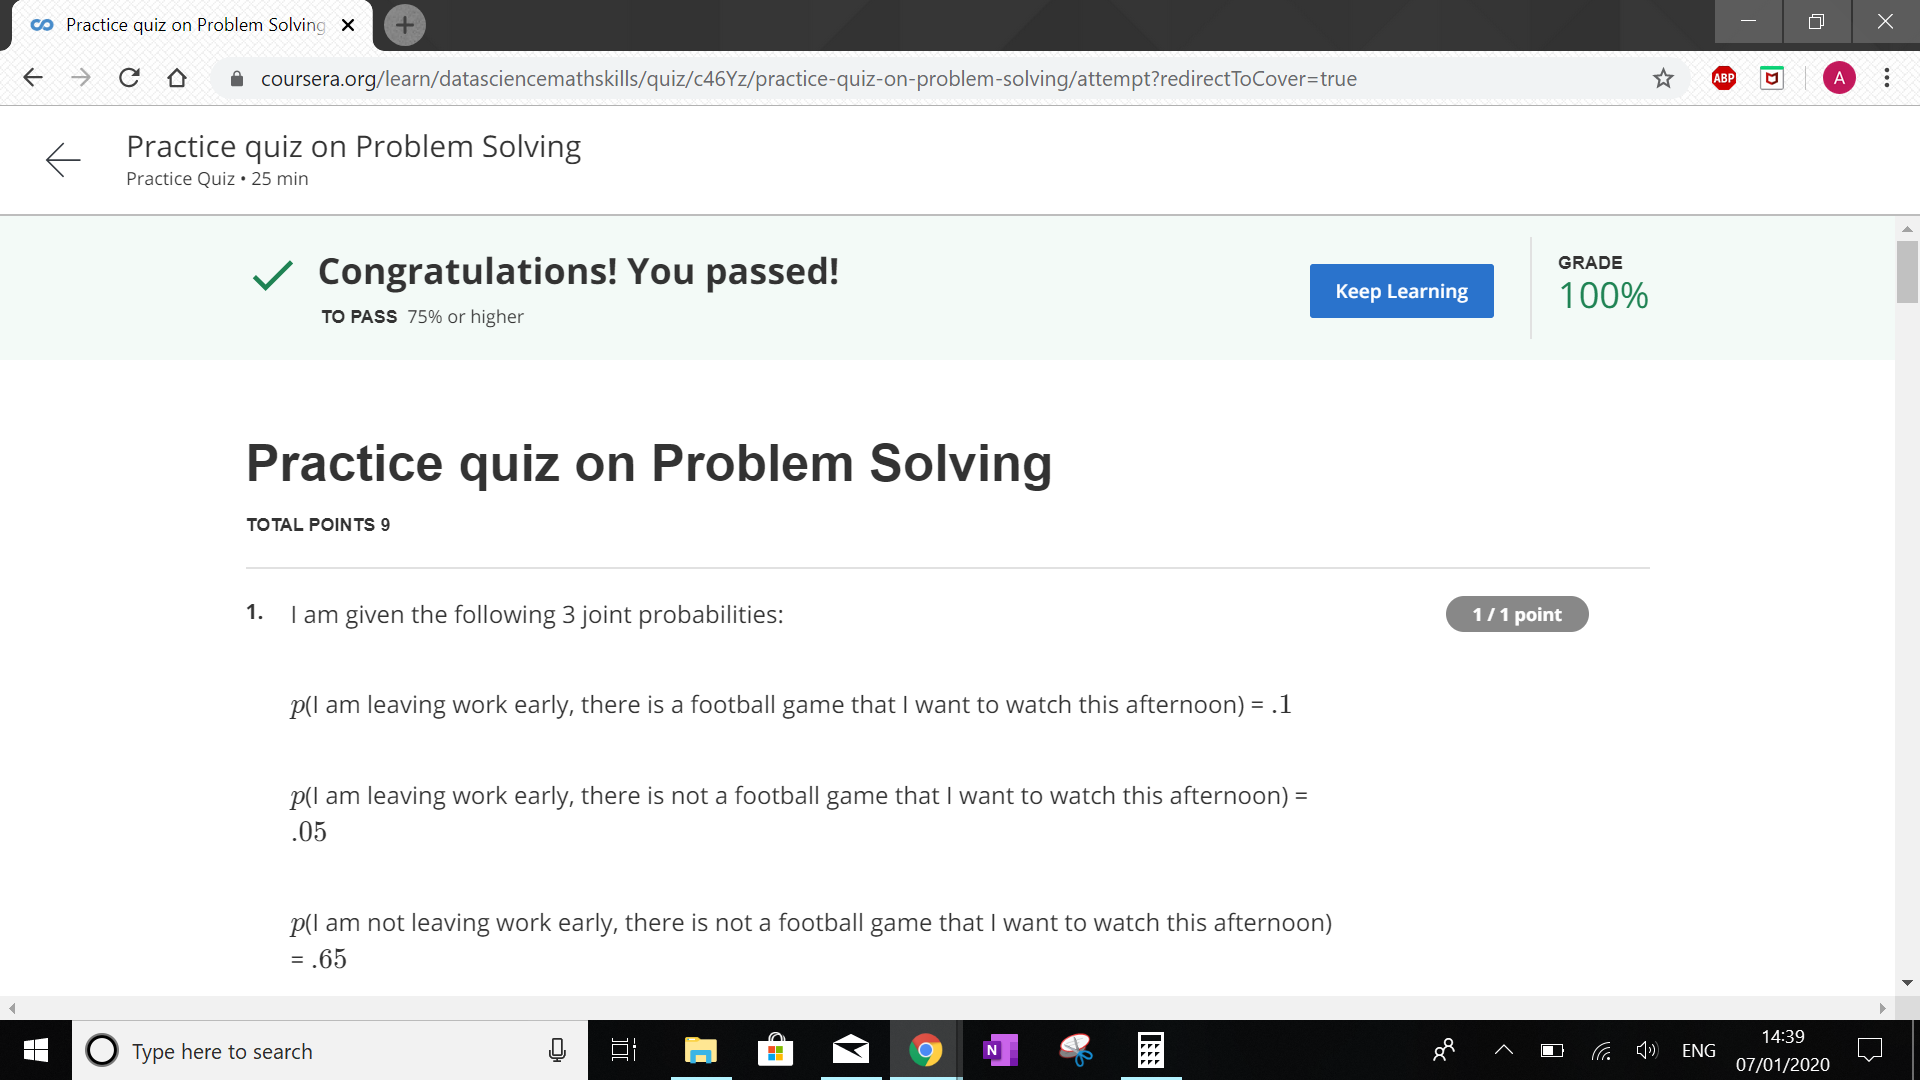 Practice quiz on Problem Solving
coursera.org/learn/datasciencemathskills/quiz/c46Yz/practice-quiz-on-problem-solving/attempt?redirectToCover=true
ABP
A
Practice quiz on Problem Solving
Practice Quiz • 25 min
Congratulations! You passed!
TO PASS 75% or higher
Keep Learning
GRADE
100%
Practice quiz on Problem Solving
TOTAL POINTS 9
1. I am given the following 3 joint probabilities:
1 / 1 point
p(I am leaving work early, there is a football game that I want to watch this afternoon) = .1
p(I am leaving work early, there is not a football game that I want to watch this afternoon) =
.05
p(I am not leaving work early, there is not a football game that I want to watch this afternoon)
= .65
Type here to search
N
ENG
14:39
07/01/2020